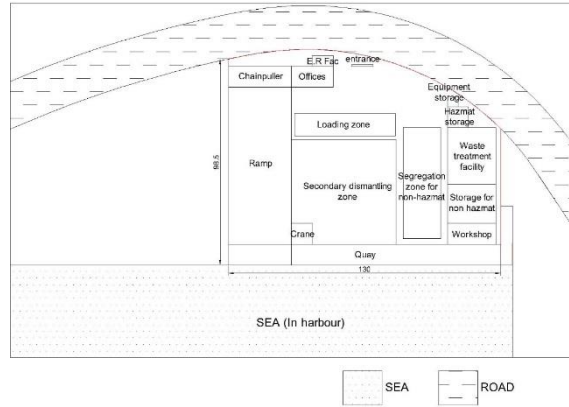 E.R Fac
entrance
Chainpuller
Offices
Equipment
storage
Hazmat
storage
Loading zone
Waste
treatment
facility
98.5
Ramp
Secondary dismanting
zone
Segregation
zone for
non-hazmat
Storage for
non hazmat
Crane
Workshop
Quay
130
SEA (In harbour)
SEA
ROAD